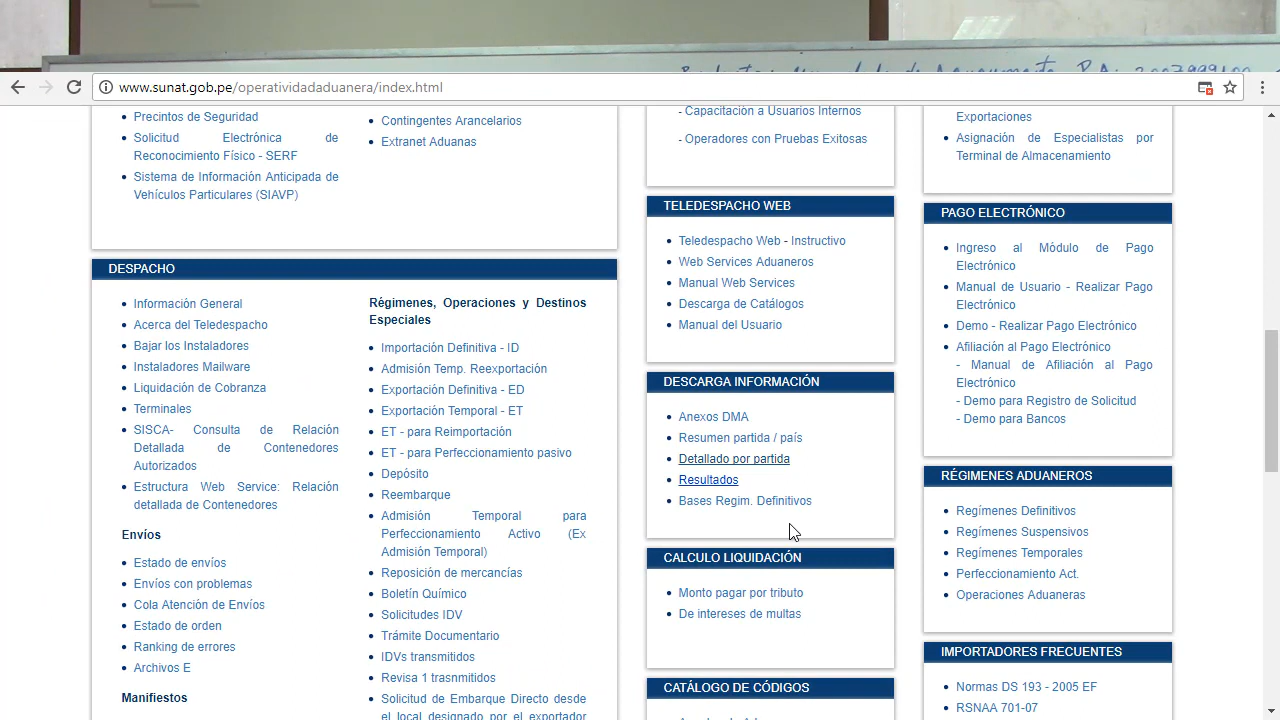 www.sunat.gob.pe/operatividadaduanera/index.html
Precintos de Seguridad
Solicitud Electrónica de
Reconocimiento Físico - SERF
Sistema de Información Anticipada de
Vehículos Particulares (SIAVP)
Contingentes Arancelarios
Extranet Aduanas
DESPACHO
Información General
Acerca del Teledespacho
Bajar los Instaladores
Instaladores Mailware
Liquidación de Cobranza
Terminales
SISCA- Consulta de Relación
Detallada de Contenedores
Autorizados
Estructura Web Service: Relación
detallada de Contenedores
Envíos
Estado de envíos
Envíos con problemas
Cola Atención de Envíos
Estado de orden
Ranking de errores
Archivos E
Manifiestos
Régimenes, Operaciones y Destinos
Especiales
Importación Definitiva - ID
Admisión Temp. Reexportación
Exportación Definitiva - ED
Exportación Temporal - ET
ET - para Reimportación
ET - para Perfeccionamiento pasivo
Depósito
Reembarque
Admisión Temporal para
Perfeccionamiento Activo (Ex
Admisión Temporal)
Reposición de mercancías
Boletín Químico
Solicitudes IDV
Trámite Documentario
IDVs transmitidos
Revisa 1 trasnmitidos
Solicitud de Embarque Directo desde
el local designado por el exportador
- Capacitación a Usuarios Internos
- Operadores con Pruebas Exitosas
TELEDESPACHO WEB
Teledespacho Web - Instructivo
Web Services Aduaneros
Manual Web Services
Descarga de Catálogos
Manual del Usuario
DESCARGA INFORMACIÓN
Anexos DMA
Resumen partida / país
Detallado por partida
Resultados
Bases Regim. Definitivos
CALCULO LIQUIDACIÓN
Monto pagar por tributo
De intereses de multas
CATÁLOGO DE CÓDIGOS
Exportaciones
Asignación de Especialistas por
Terminal de Almacenamiento
PAGO ELECTRÓNICO
Ingreso al Módulo de Pago
Electrónico
Manual de Usuario - Realizar Pago
Electrónico
Demo - Realizar Pago Electrónico
Afiliación al Pago Electrónico
- Manual de Afiliación al Pago
Electrónico
- Demo para Registro de Solicitud
- Demo para Bancos
RÉGIMENES ADUANEROS
Regímenes Definitivos
Regímenes Suspensivos
Regímenes Temporales
Perfeccionamiento Act.
Operaciones Aduaneras
IMPORTADORES FRECUENTES
Normas DS 193 - 2005 EF
RSNAA 701-07